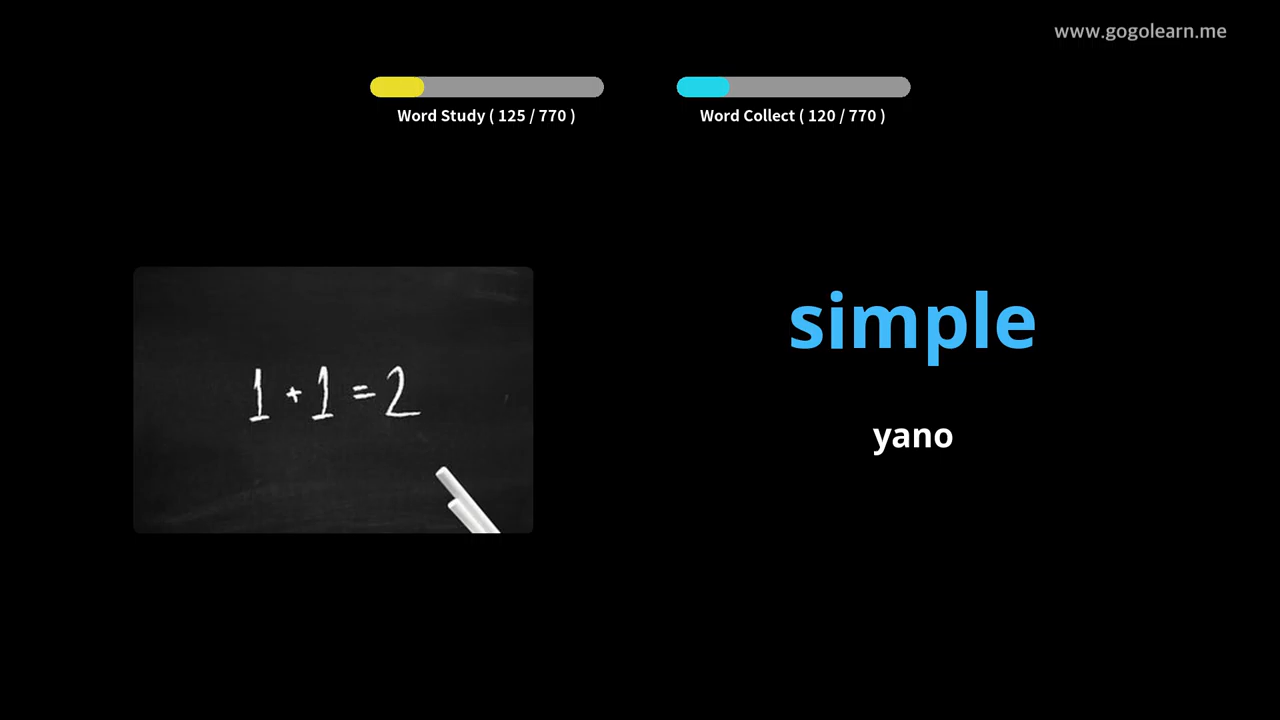 www.gogolearn.me
Word Study ( 125 / 770 )
Word Collect ( 120 / 770 )
1 + 1 = 2
simple
yano